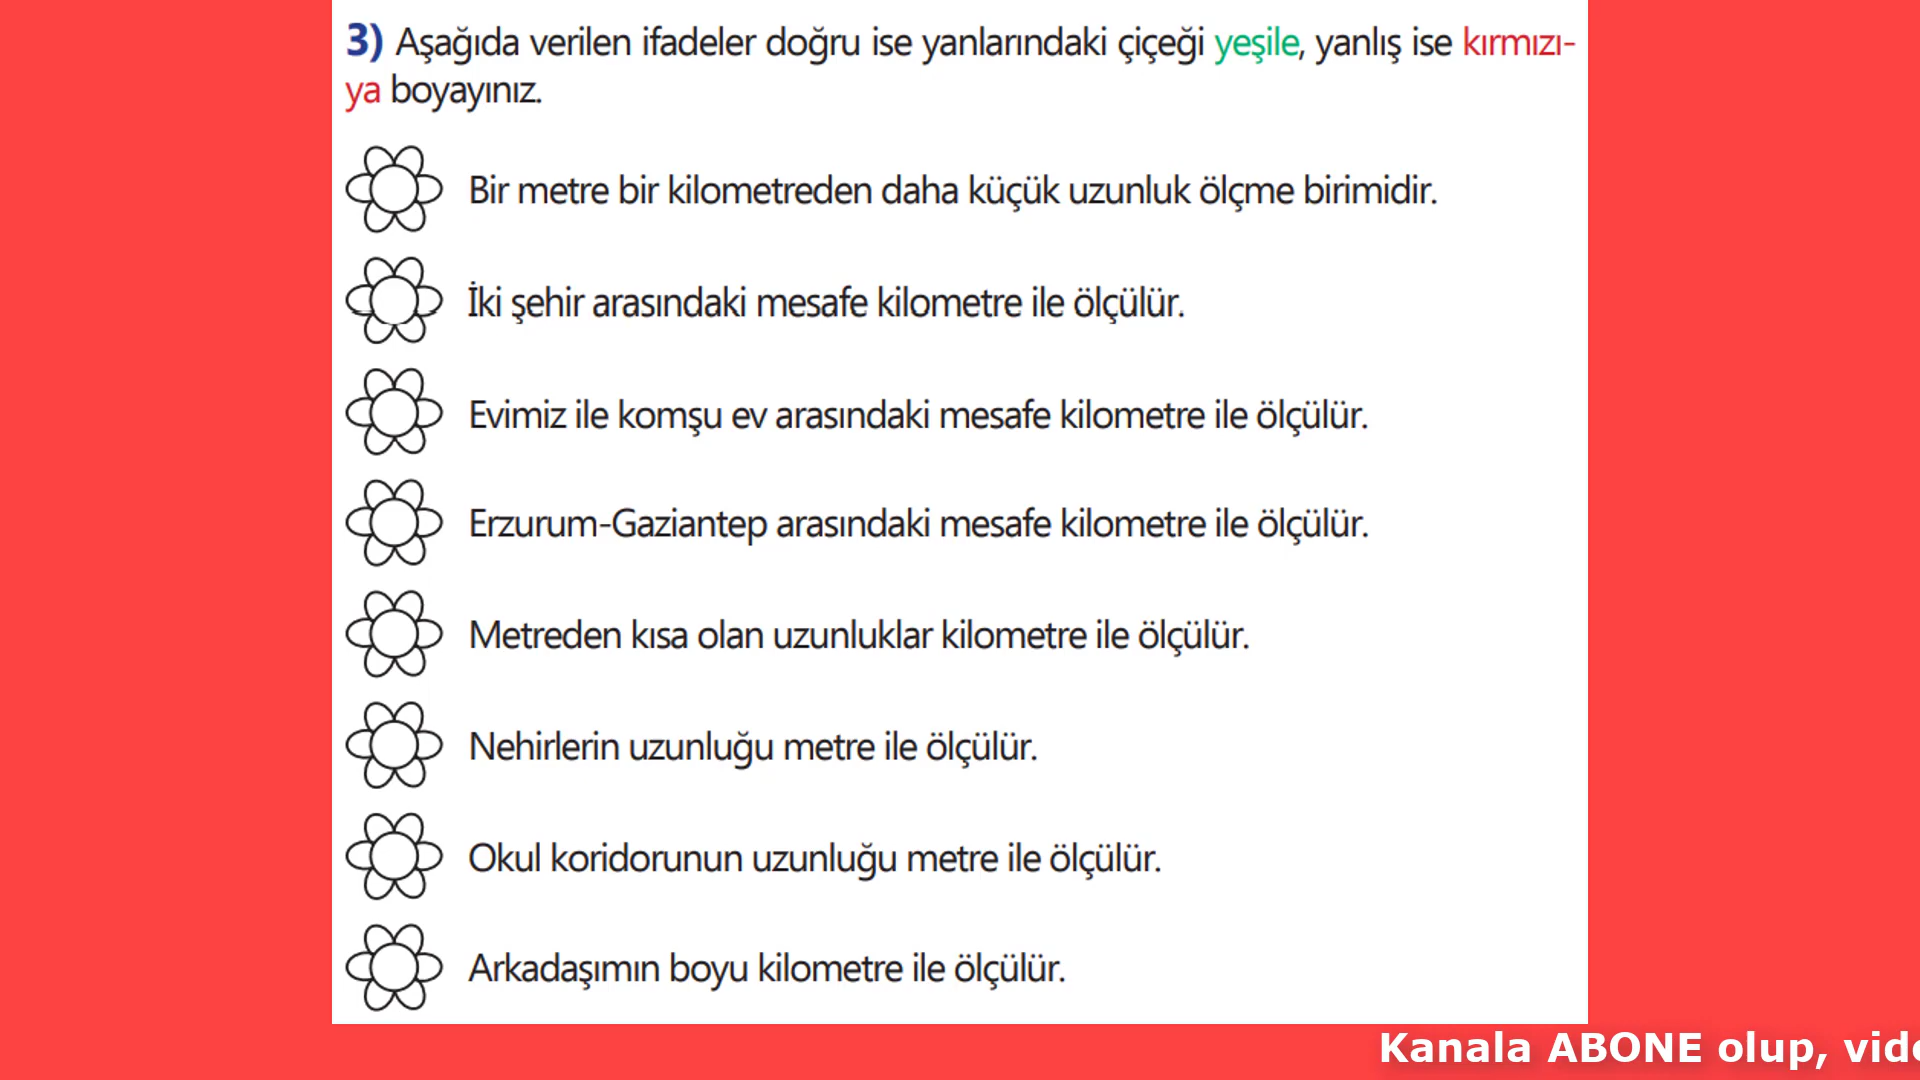 3) Aşağıda verilen ifadeler doğru ise yanlarındaki çiçeği yeşile, yanlış ise kırmızı-
ya boyayınız.
Bir metre bir kilometreden daha küçük uzunluk ölçme birimidir.
İki şehir arasındaki mesafe kilometre ile ölçülür.
Evimiz ile komşu ev arasındaki mesafe kilometre ile ölçülür.
Erzurum-Gaziantep arasındaki mesafe kilometre ile ölçülür.
Metreden kısa olan uzunluklar kilometre ile ölçülür.
Nehirlerin uzunluğu metre ile ölçülür.
Okul koridorunun uzunluğu metre ile ölçülür.
Arkadaşımın boyu kilometre ile ölçülür.
Kanala ABONE olup,